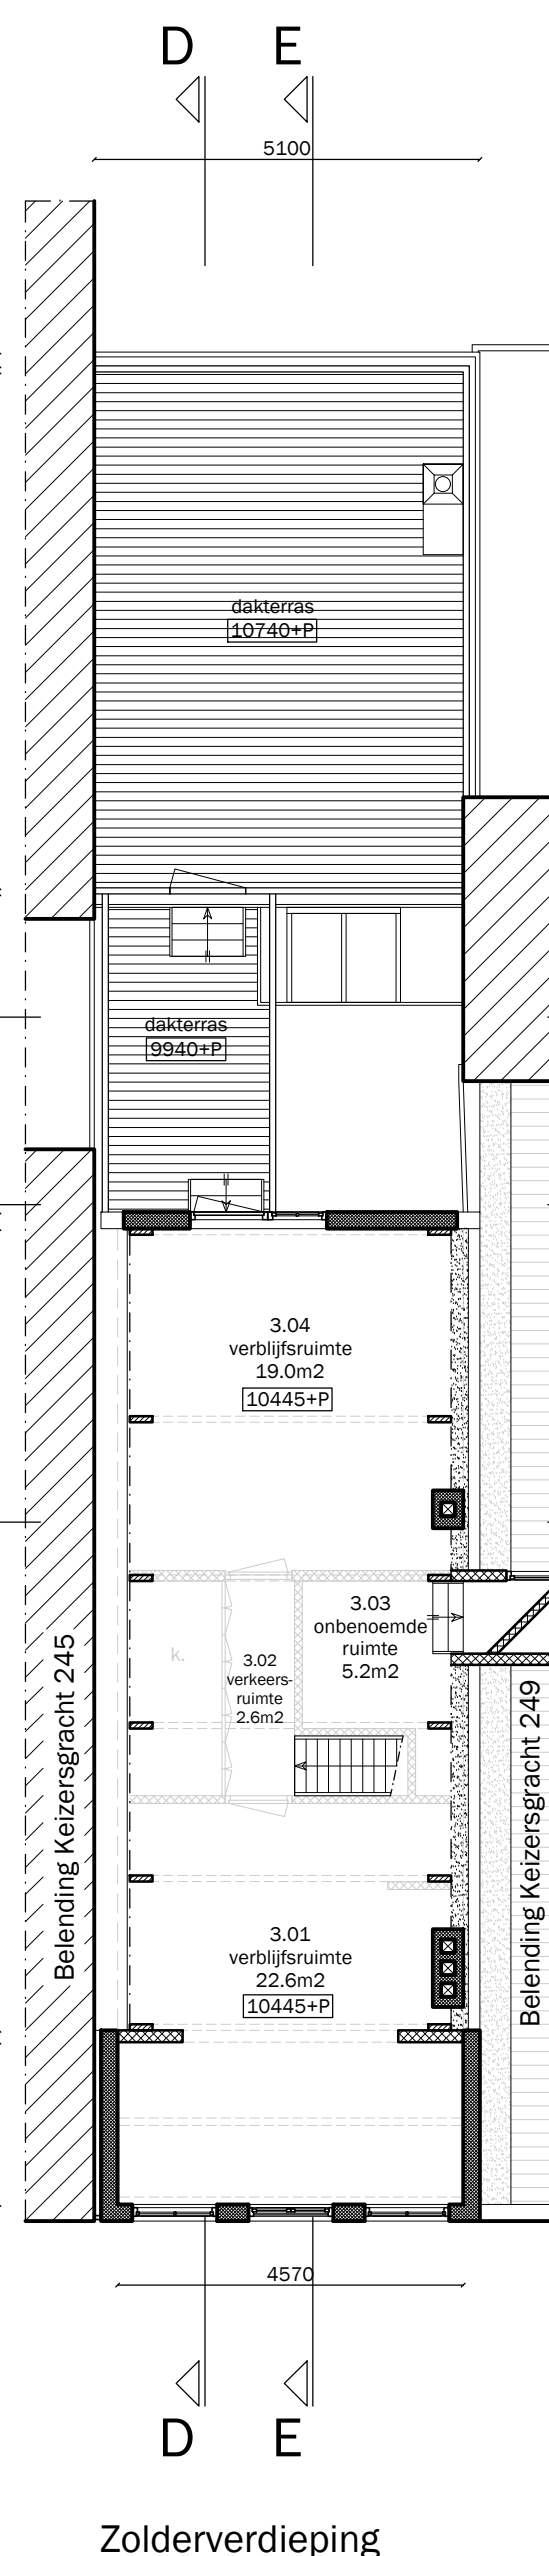 D
E
5100
dakterras
10740+P
dakterras
9940+P
3.04
verblijfsruimte
19.0m2
10445+P
3.03
onbenoemde
ruimte
5.2m2
k.
3.02
verkeers-
ruimte
2.6m2
Belending Keizersgracht 245
Belending Keizersgracht 249
3.01
verblijfsruimte
22.6m2
10445+P
4570
D
E
Zolderverdieping